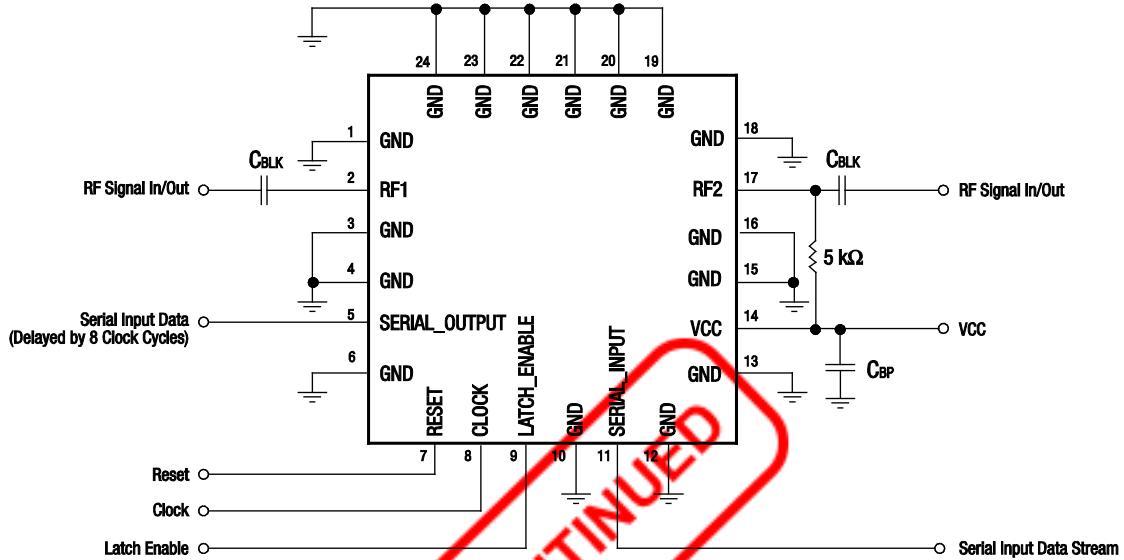 24 23 22 21 20 19
GND GND GND GND GND GND
1 GND
GND 18
CBLK
CBLK
RF Signal In/Out
2 RF1
RF2 17
RF Signal In/Out
3 GND
GND 16
5 kΩ
4 GND
GND 15
Serial Input Data
(Delayed by 8 Clock Cycles)
5 SERIAL_OUTPUT
VCC 14
VCC
6 GND
GND 13
CBP
RESET CLOCK LATCH_ENABLE GND SERIAL_INPUT GND
7 8 9 10 11 12
Reset
Clock
Latch Enable
Serial Input Data Stream